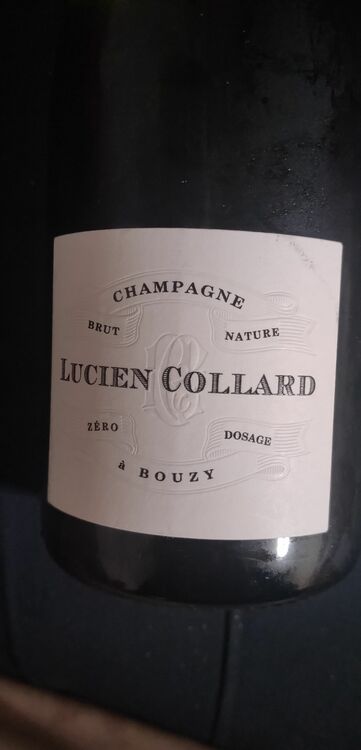 CHAMPAGNE
BRUT NATURE
LUCIEN COLLARD
ZÉRO DOSAGE
à BOUZY